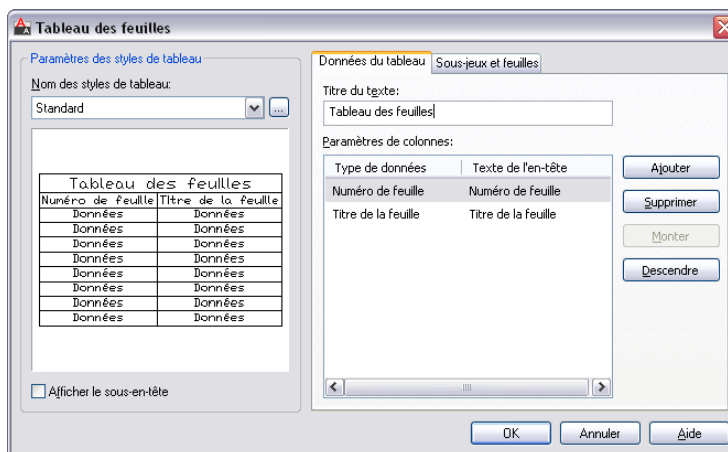 Tableau des feuilles
Paramètres des styles de tableau
Nom des styles de tableau:
Standard
...
Tableau des feuilles
Numéro de feuille Titre de la feuille
Données Données
Données Données
Données Données
Données Données
Données Données
Données Données
Données Données
Données Données
Afficher le sous-en-tête
Données du tableau Sous-jeux et feuilles
Titre du texte:
Tableau des feuilles
Paramètres de colonnes:
Type de données Texte de l'en-tête
Numéro de feuille Numéro de feuille
Titre de la feuille Titre de la feuille
Ajouter
Supprimer
Monter
Descendre
OK Annuler Aide